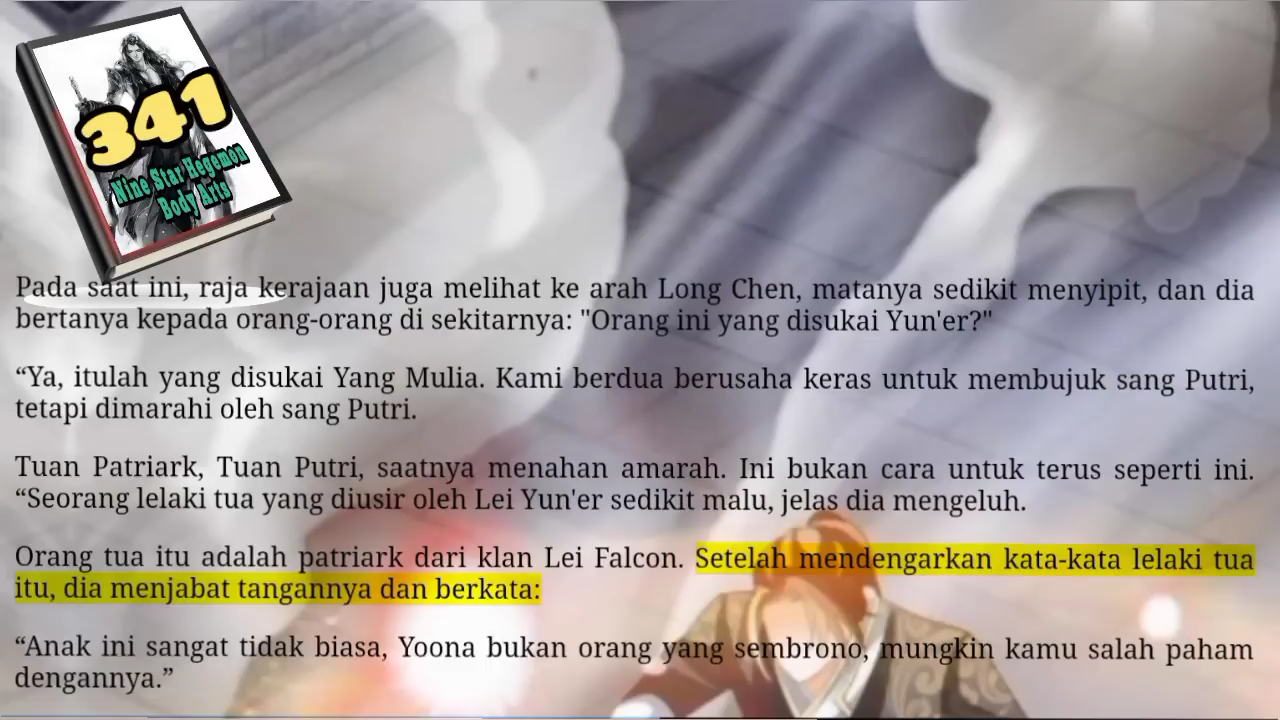 341
Nine Star Hegemon
Body Arts
Pada saat ini, raja kerajaan juga melihat ke arah Long Chen, matanya sedikit menyipit, dan dia
bertanya kepada orang-orang di sekitarnya: "Orang ini yang disukai Yun'er?"
“Ya, itulah yang disukai Yang Mulia. Kami berdua berusaha keras untuk membujuk sang Putri,
tetapi dimarahi oleh sang Putri.
Tuan Patriark, Tuan Putri, saatnya menahan amarah. Ini bukan cara untuk terus seperti ini.
“Seorang lelaki tua yang diusir oleh Lei Yun'er sedikit malu, jelas dia mengeluh.
Orang tua itu adalah patriark dari klan Lei Falcon. Setelah mendengarkan kata-kata lelaki tua
itu, dia menjabat tangannya dan berkata:
“Anak ini sangat tidak biasa, Yoona bukan orang yang sembrono, mungkin kamu salah paham
dengannya.”